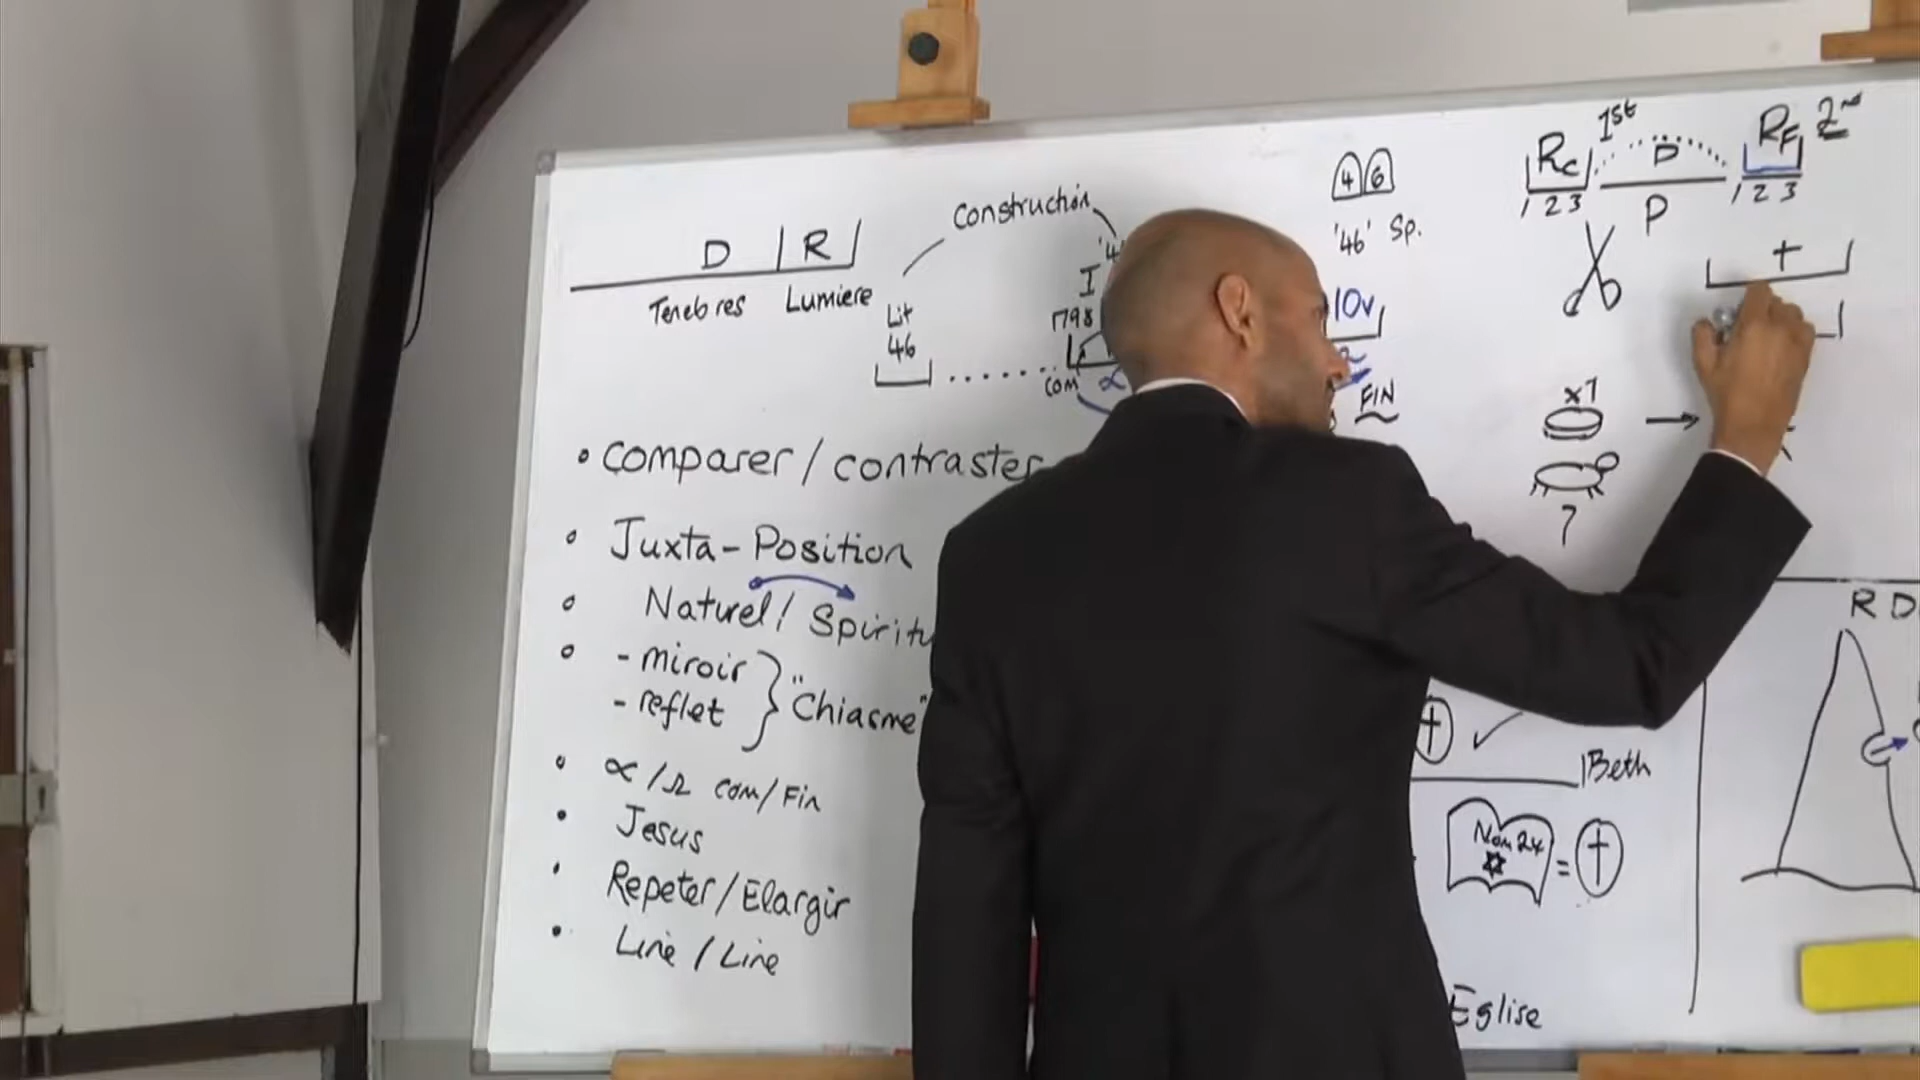 D | R
Tenebres Lumiere
Construction
Lit
46
I
1798
com α
46
'46' Sp.
10v
FIN
Rc 1st D RF 2nd
1 2 3 P 1 2 3
+
x7
7
• Comparer / contraster
• Juxta-Position
• Naturel /
• - miroir
- reflet } "Chiasme"
• α/Ω com/Fin
• Jesus
• Repeter/Elargir
• Line / Line
Beth
Nom 24
=
Eglise
R D